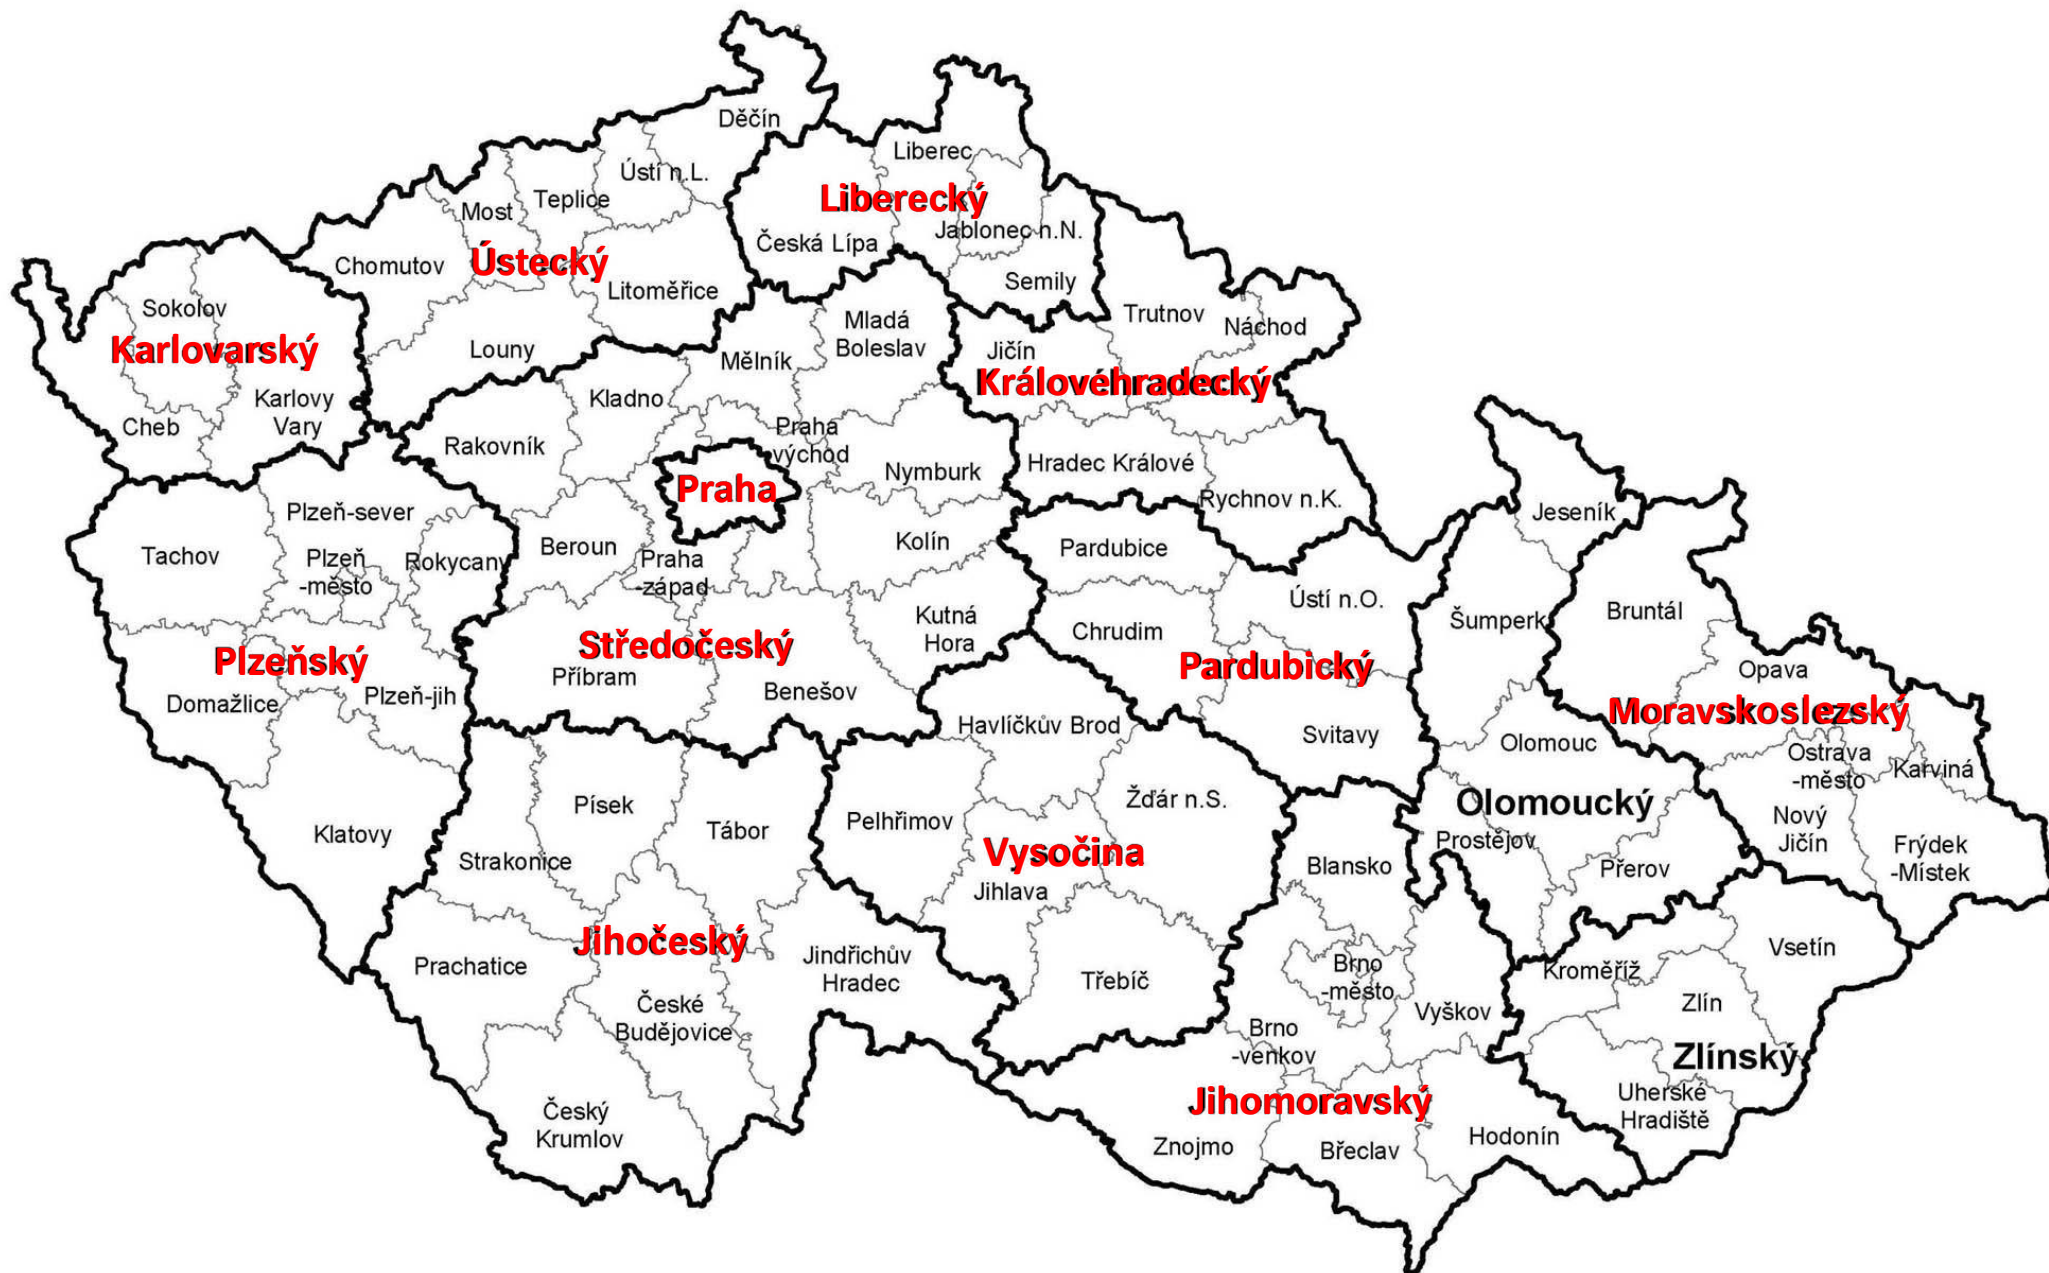 Děčín
Liberec
Ústí n.L.
Teplice
Most
Liberecký
Jablonec n.N.
Česká Lípa
Chomutov
Ústecký
Litoměřice
Semily
Sokolov
Trutnov
Náchod
Mladá
Boleslav
Karlovarský
Louny
Mělník
Jičín
Královéhradecký
Karlovy
Vary
Kladno
Cheb
Praha
východ
Rakovník
Nymburk
Hradec Králové
Praha
Rychnov n.K.
Plzeň-sever
Jeseník
Tachov
Plzeň
-město
Rokycany
Beroun
Praha
-západ
Kolín
Pardubice
Ústí n.O.
Šumperk
Bruntál
Kutná
Hora
Chrudim
Plzeňský
Středočeský
Pardubický
Opava
Příbram
Benešov
Domažlice
Plzeň-jih
Moravskoslezský
Havlíčkův Brod
Svitavy
Olomouc
Ostrava
-město
Karviná
Klatovy
Písek
Tábor
Pelhřimov
Žďár n.S.
Olomoucký
Nový
Jičín
Prostějov
Frýdek
-Místek
Strakonice
Vysočina
Jihlava
Blansko
Přerov
Jihočeský
Vsetín
Prachatice
Jindřichův
Hradec
Třebíč
Brno
-město
Kroměříž
České
Budějovice
Zlín
Vyškov
Brno
-venkov
Zlínský
Český
Krumlov
Jihomoravský
Uherské
Hradiště
Znojmo
Břeclav
Hodonín